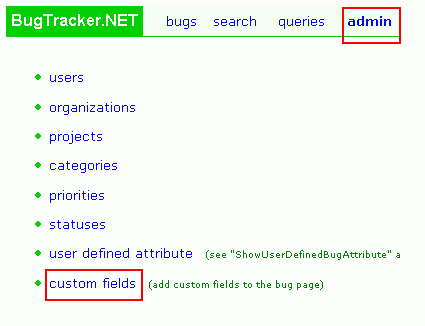 BugTracker.NET bugs search queries admin
users
organizations
projects
categories
priorities
statuses
user defined attribute (see "ShowUserDefinedBugAttribute" a
custom fields (add custom fields to the bug page)